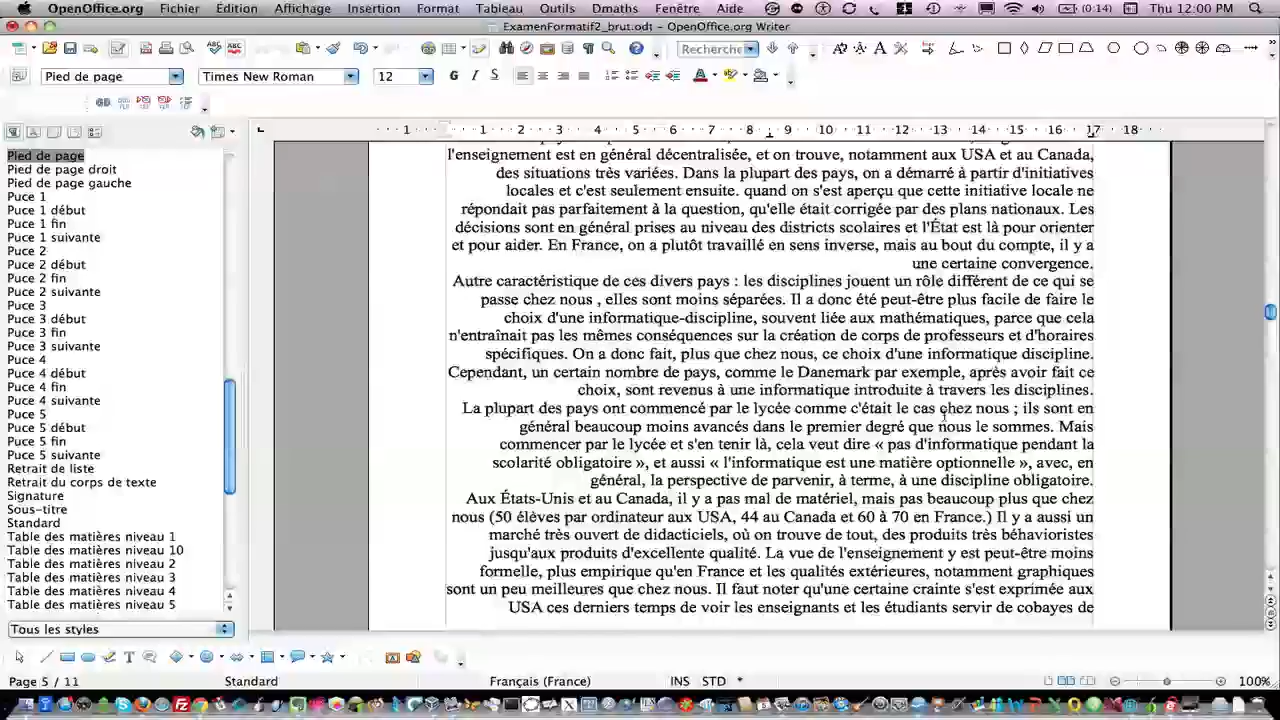 OpenOffice.org Fichier Édition Affichage Insertion Format Tableau Outils Dmaths Fenêtre Aide (0:14) Thu 12:00 PM
ExamenFormatif2_brut.odt - OpenOffice.org Writer
Recherche
Pied de page Times New Roman 12 G I S
1 1 2 3 4 5 6 7 8 9 10 11 12 13 14 15 16 17 18
Pied de page
Pied de page droit
Pied de page gauche
Puce 1
Puce 1 début
Puce 1 fin
Puce 1 suivante
Puce 2
Puce 2 début
Puce 2 fin
Puce 2 suivante
Puce 3
Puce 3 début
Puce 3 fin
Puce 3 suivante
Puce 4
Puce 4 début
Puce 4 fin
Puce 4 suivante
Puce 5
Puce 5 début
Puce 5 fin
Puce 5 suivante
Retrait de liste
Retrait du corps de texte
Signature
Sous-titre
Standard
Table des matières niveau 1
Table des matières niveau 10
Table des matières niveau 2
Table des matières niveau 3
Table des matières niveau 4
Table des matières niveau 5
Tous les styles
l'enseignement est en général décentralisée, et on trouve, notamment aux USA et au Canada,
des situations très variées. Dans la plupart des pays, on a démarré à partir d'initiatives
locales et c'est seulement ensuite. quand on s'est aperçu que cette initiative locale ne
répondait pas parfaitement à la question, qu'elle était corrigée par des plans nationaux. Les
décisions sont en général prises au niveau des districts scolaires et l'État est là pour orienter
et pour aider. En France, on a plutôt travaillé en sens inverse, mais au bout du compte, il y a
une certaine convergence.
Autre caractéristique de ces divers pays : les disciplines jouent un rôle différent de ce qui se
passe chez nous , elles sont moins séparées. Il a donc été peut-être plus facile de faire le
choix d'une informatique-discipline, souvent liée aux mathématiques, parce que cela
n'entraînait pas les mêmes conséquences sur la création de corps de professeurs et d'horaires
spécifiques. On a donc fait, plus que chez nous, ce choix d'une informatique discipline.
Cependant, un certain nombre de pays, comme le Danemark par exemple, après avoir fait ce
choix, sont revenus à une informatique introduite à travers les disciplines.
La plupart des pays ont commencé par le lycée comme c'était le cas chez nous ; ils sont en
général beaucoup moins avancés dans le premier degré que nous le sommes. Mais
commencer par le lycée et s'en tenir là, cela veut dire « pas d'informatique pendant la
scolarité obligatoire », et aussi « l'informatique est une matière optionnelle », avec, en
général, la perspective de parvenir, à terme, à une discipline obligatoire.
Aux États-Unis et au Canada, il y a pas mal de matériel, mais pas beaucoup plus que chez
nous (50 élèves par ordinateur aux USA, 44 au Canada et 60 à 70 en France.) Il y a aussi un
marché très ouvert de didacticiels, où on trouve de tout, des produits très béhavioristes
jusqu'aux produits d'excellente qualité. La vue de l'enseignement y est peut-être moins
formelle, plus empirique qu'en France et les qualités extérieures, notamment graphiques
sont un peu meilleures que chez nous. Il faut noter qu'une certaine crainte s'est exprimée aux
USA ces derniers temps de voir les enseignants et les étudiants servir de cobayes de
Page 5 / 11 Standard Français (France) INS STD * 100%